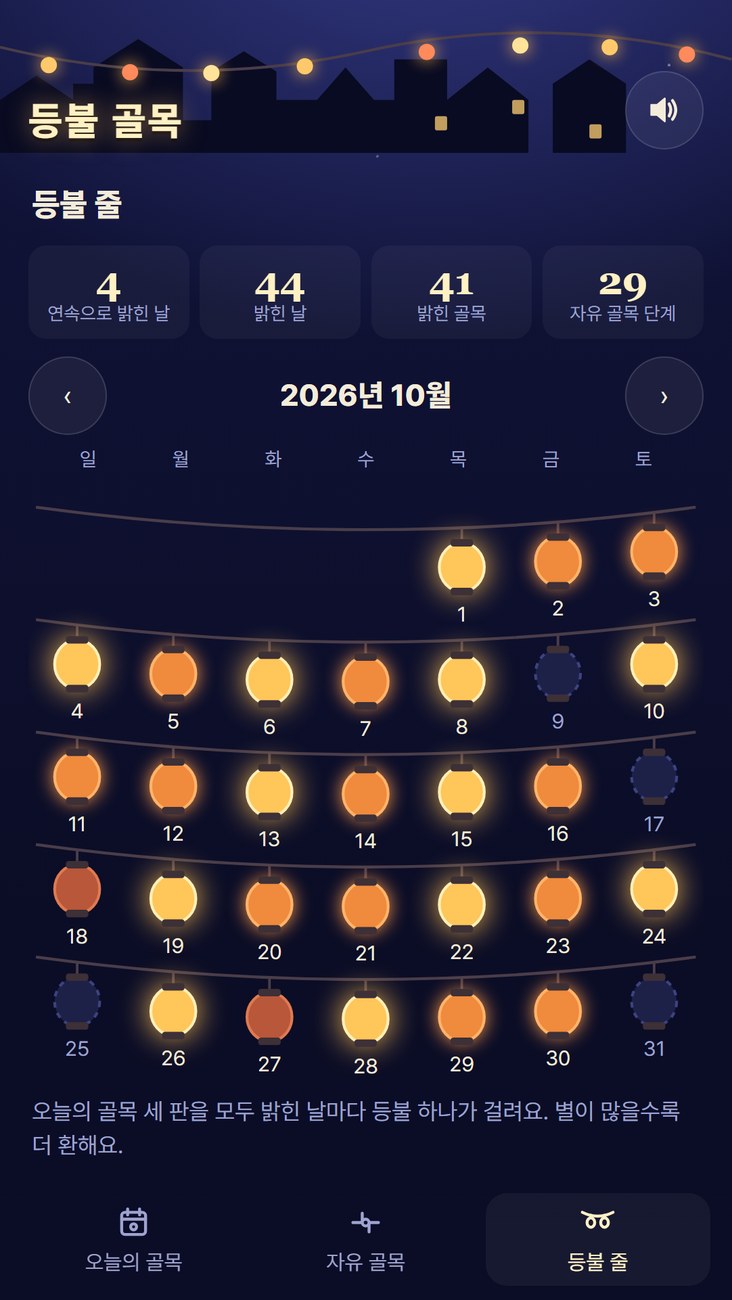 등불 골목
등불 줄
4 44 41 29
연속으로 밝힌 날 밝힌 날 밝힌 골목 자유 골목 단계
‹ 2026년 10월 ›
일 월 화 수 목 금 토
1 2 3
4 5 6 7 8 9 10
11 12 13 14 15 16 17
18 19 20 21 22 23 24
25 26 27 28 29 30 31
오늘의 골목 세 판을 모두 밝힌 날마다 등불 하나가 걸려요. 별이 많을수록
더 환해요.
오늘의 골목 자유 골목 등불 줄